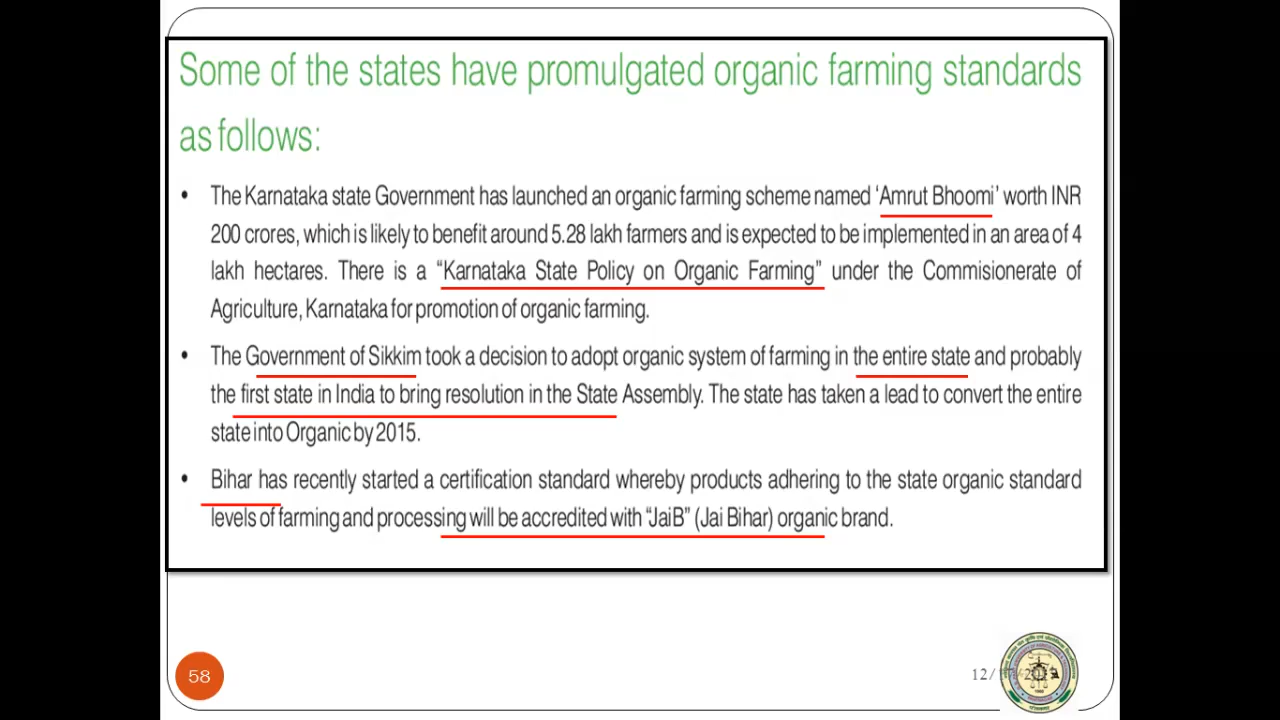 Some of the states have promulgated organic farming standards
as follows:
• The Karnataka state Government has launched an organic farming scheme named ‘Amrut Bhoomi’ worth INR
200 crores, which is likely to benefit around 5.28 lakh farmers and is expected to be implemented in an area of 4
lakh hectares. There is a “Karnataka State Policy on Organic Farming” under the Commisionerate of
Agriculture, Karnataka for promotion of organic farming.
• The Government of Sikkim took a decision to adopt organic system of farming in the entire state and probably
the first state in India to bring resolution in the State Assembly. The state has taken a lead to convert the entire
state into Organic by 2015.
• Bihar has recently started a certification standard whereby products adhering to the state organic standard
levels of farming and processing will be accredited with “JaiB” (Jai Bihar) organic brand.
58
12/